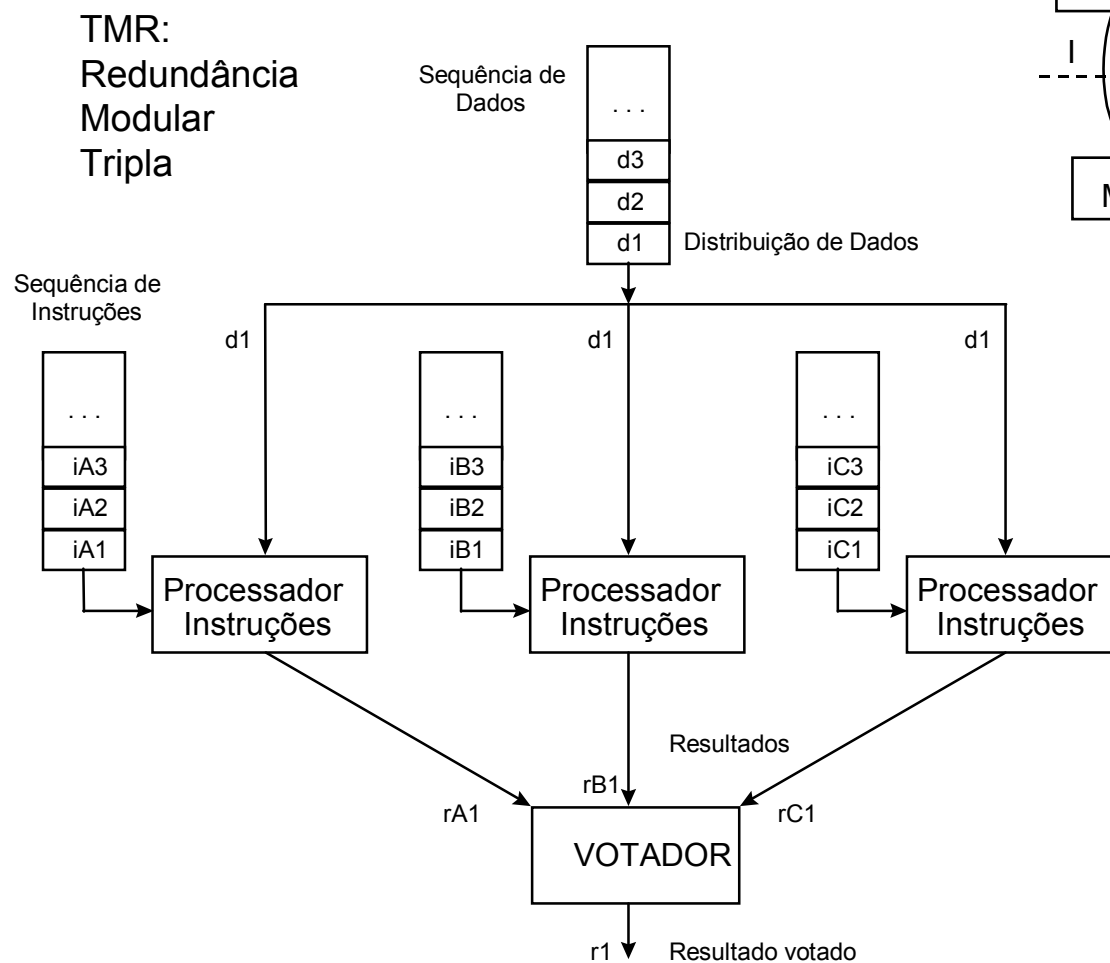 TMR:
Redundância
Modular
Tripla
Sequência de
Dados
. . .
d3
d2
d1
Distribuição de Dados
I
M
Sequência de
Instruções
d1
d1
d1
. . .
iA3
iA2
iA1
. . .
iB3
iB2
iB1
. . .
iC3
iC2
iC1
Processador
Instruções
Processador
Instruções
Processador
Instruções
Resultados
rA1
rB1
rC1
VOTADOR
r1
Resultado votado